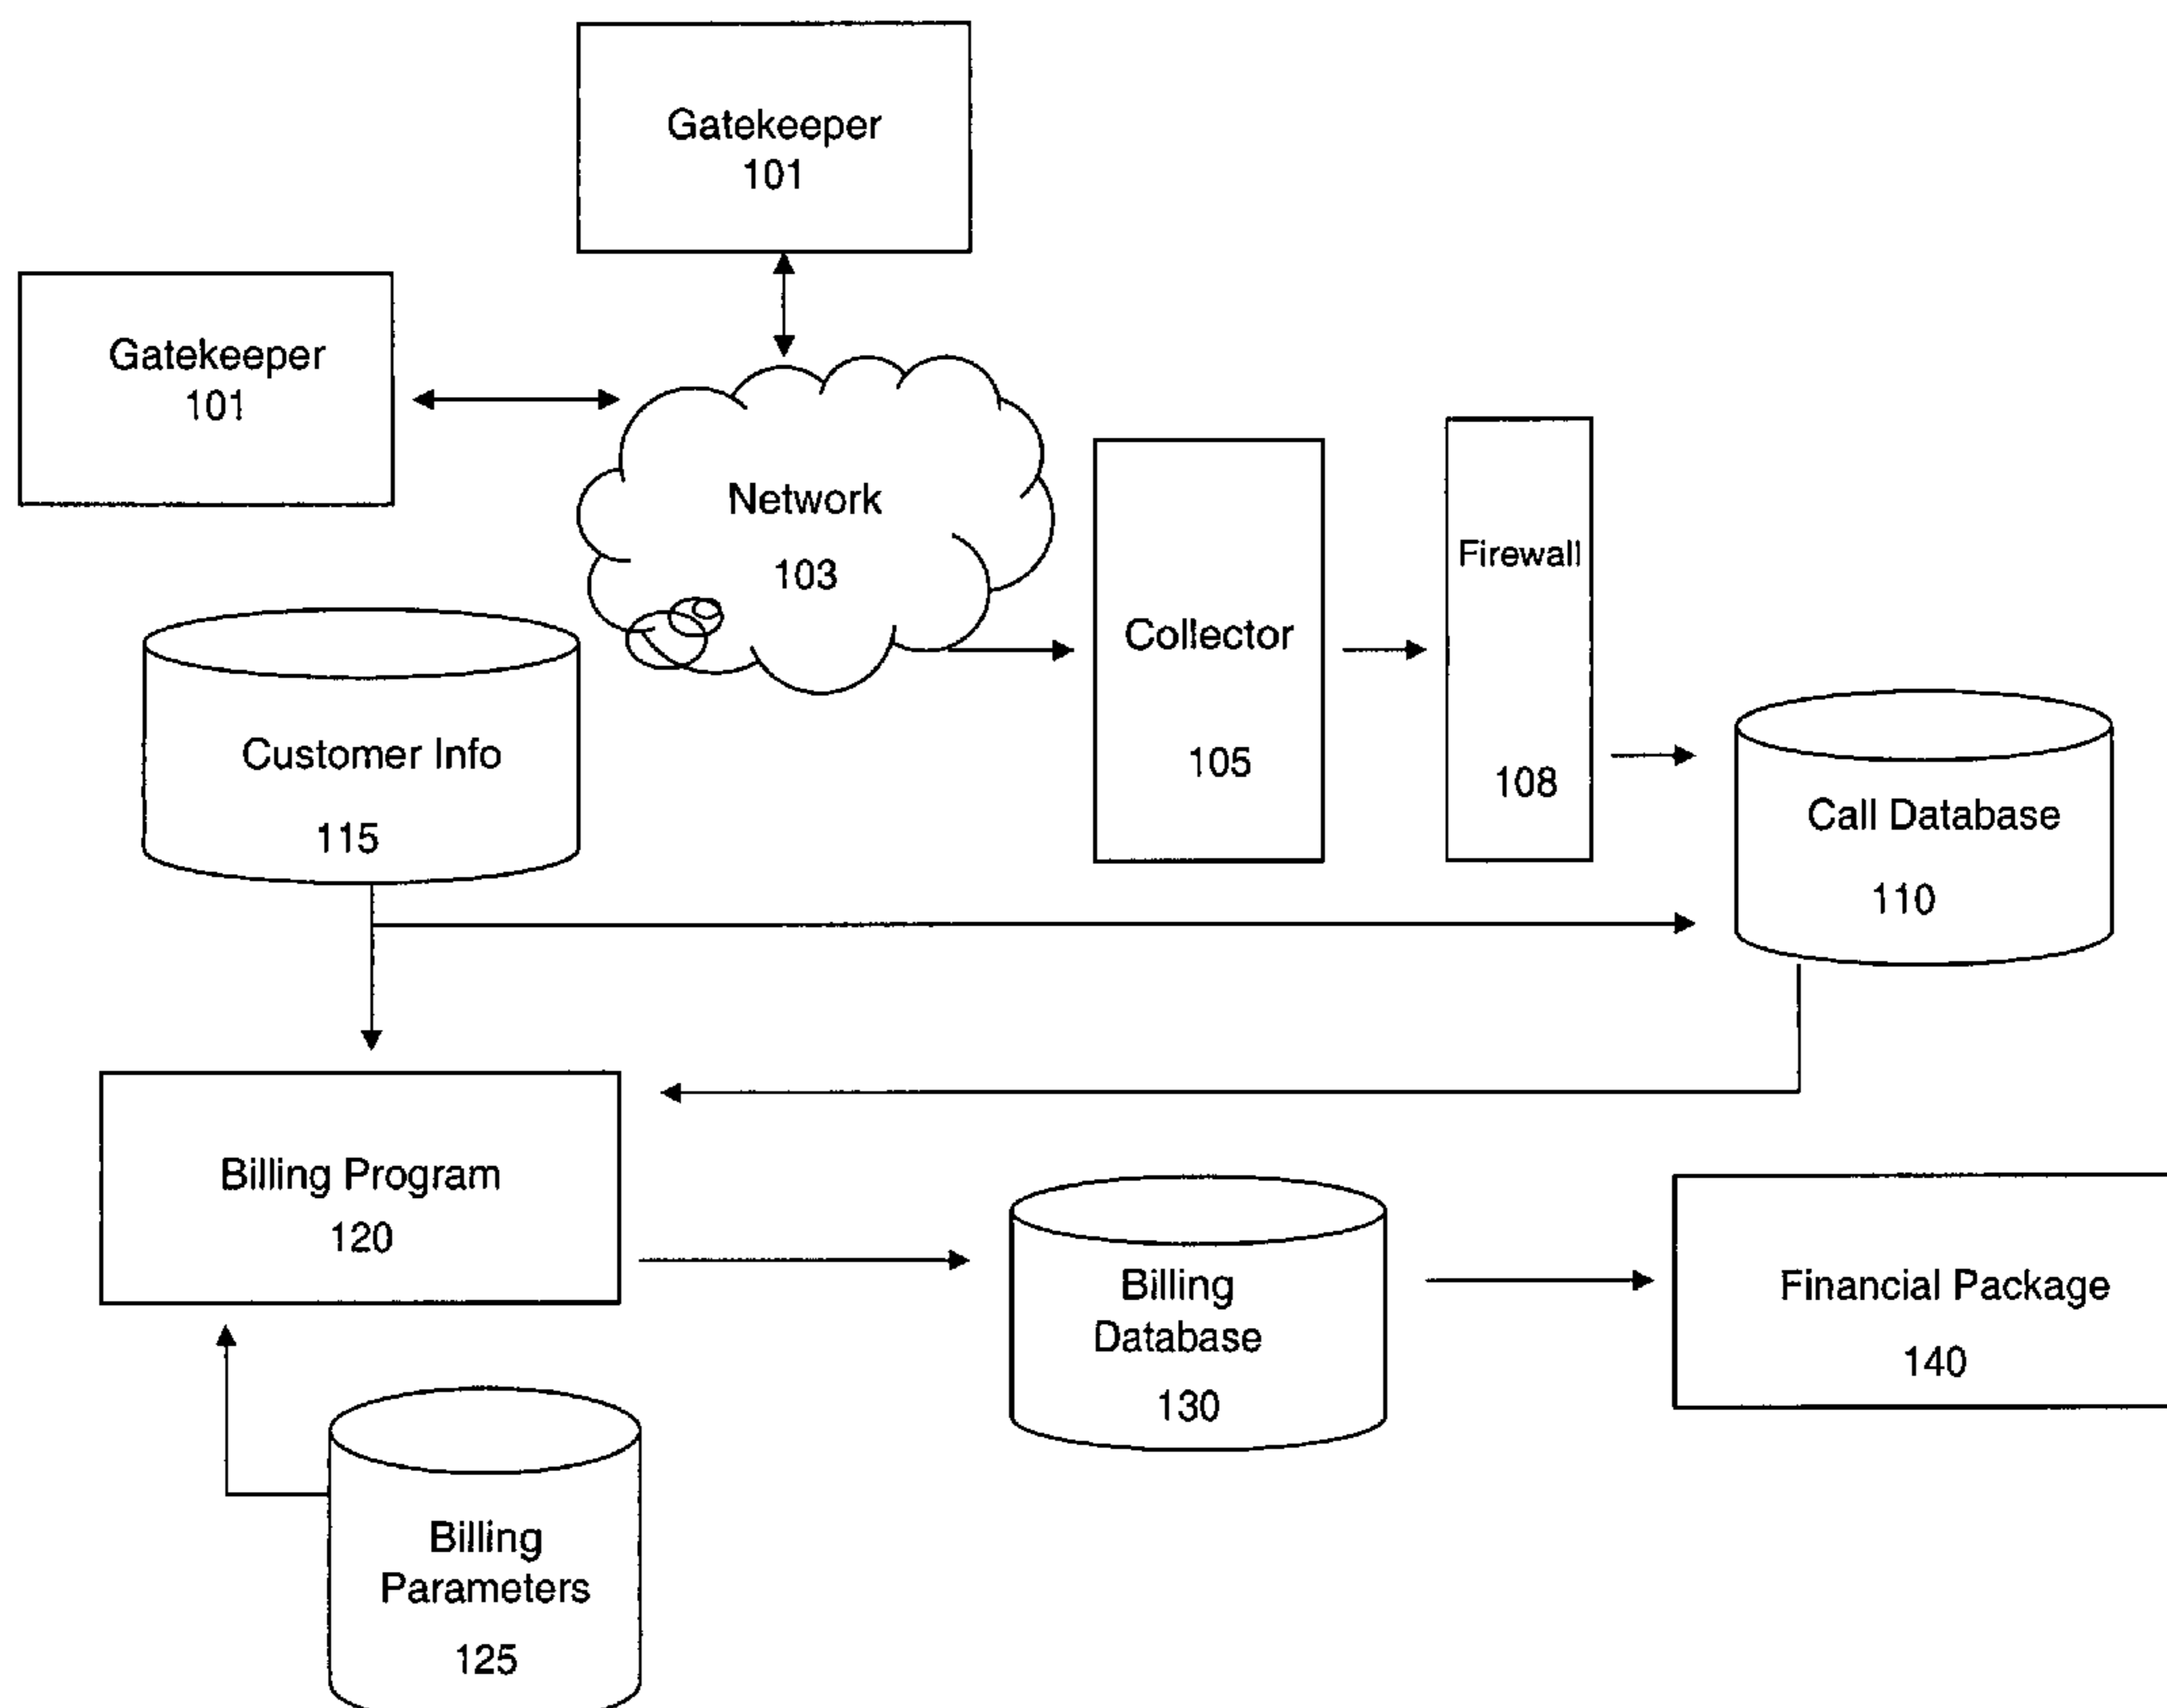 Gatekeeper
101
Gatekeeper
101
Network
103
Collector
105
Firewall
108
Customer Info
115
Call Database
110
Billing Program
120
Billing
Database
130
Financial Package
140
Billing
Parameters
125